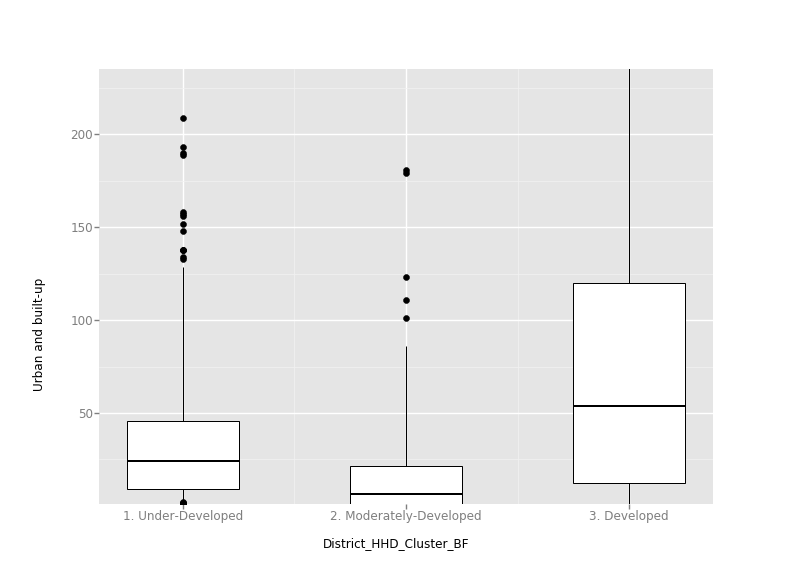 200
150
100
50
Urban and built-up
1. Under-Developed
2. Moderately-Developed
3. Developed
District_HHD_Cluster_BF